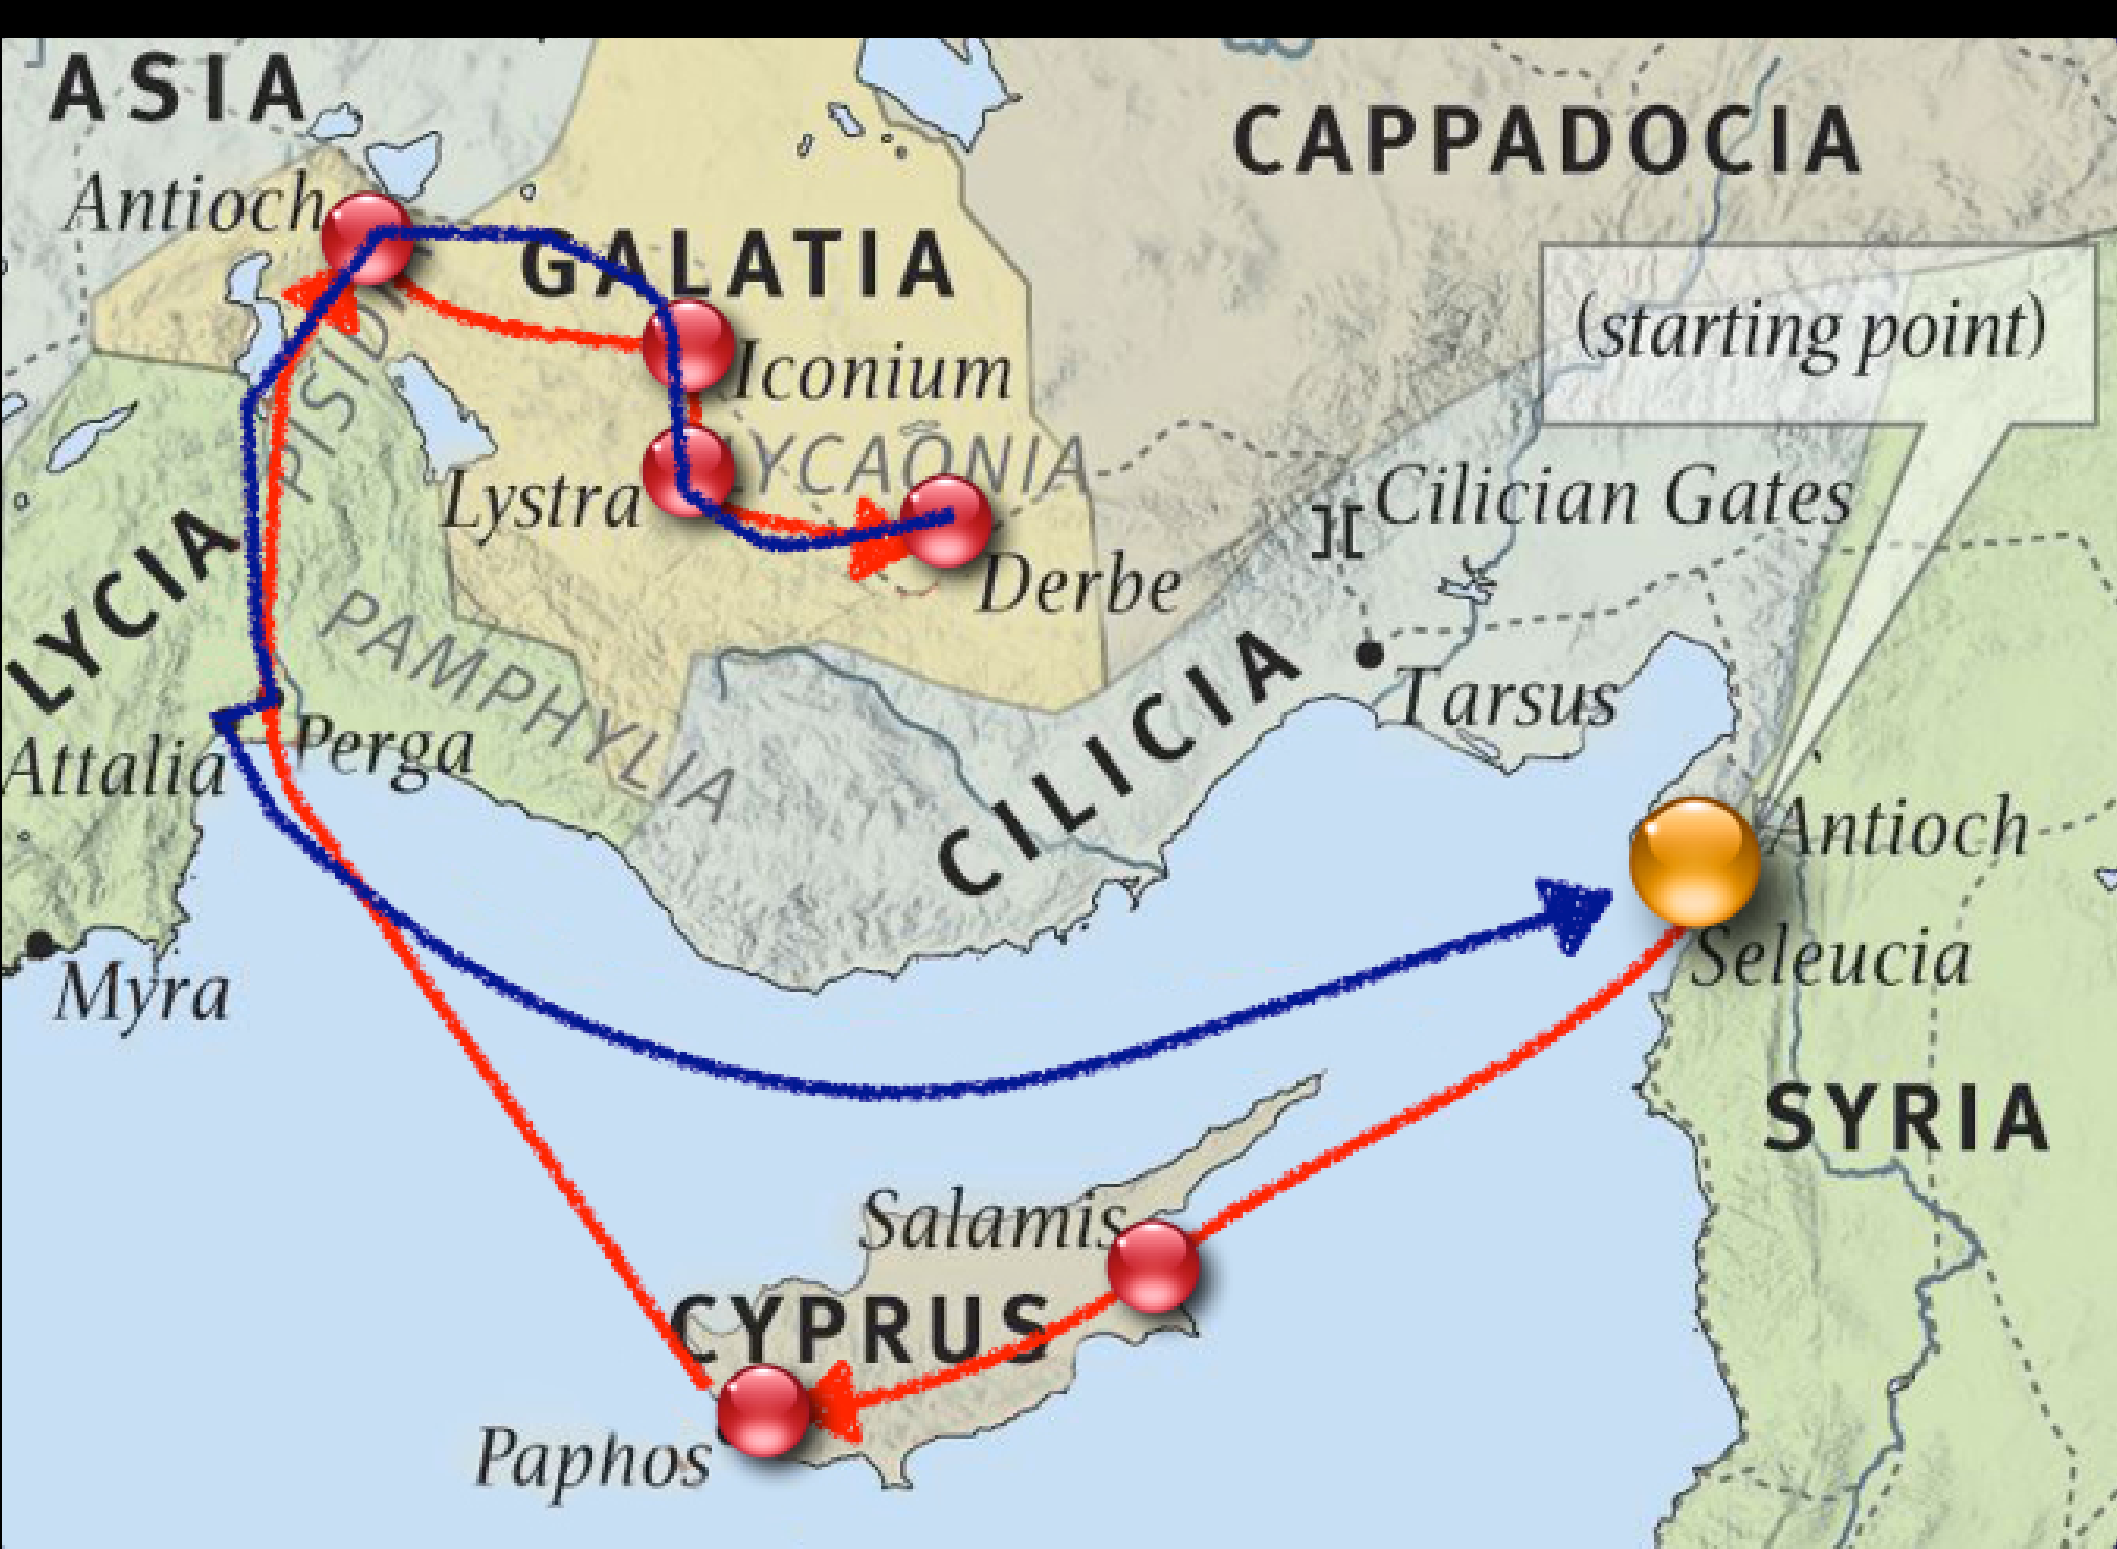 ASIA
CAPPADOCIA
Antioch
GALATIA
(starting point)
PISIDIA
Iconium
LYCAONIA
Cilician Gates
Lystra
Derbe
LYCIA
PAMPHYLIA
CILICIA
Tarsus
Perga
Attalia
Antioch
Seleucia
Myra
SYRIA
Salamis
CYPRUS
Paphos